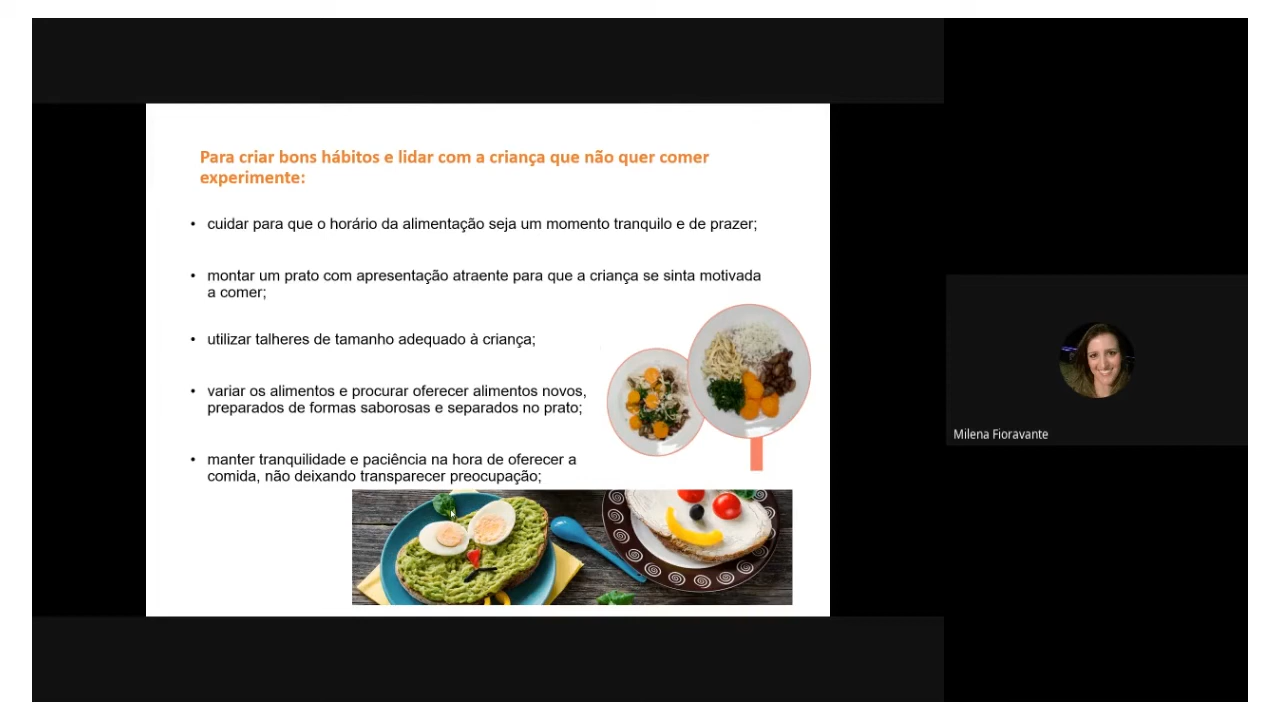 Para criar bons hábitos e lidar com a criança que não quer comer
experimente:
• cuidar para que o horário da alimentação seja um momento tranquilo e de prazer;
• montar um prato com apresentação atraente para que a criança se sinta motivada
a comer;
• utilizar talheres de tamanho adequado à criança;
• variar os alimentos e procurar oferecer alimentos novos,
preparados de formas saborosas e separados no prato;
• manter tranquilidade e paciência na hora de oferecer a
comida, não deixando transparecer preocupação;
Milena Fioravante